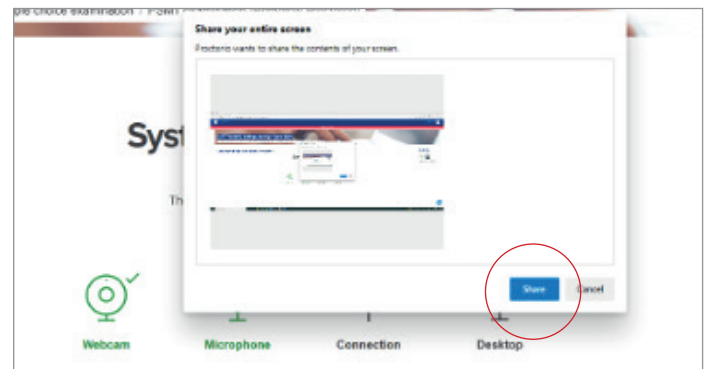 ple choice examination /
Share your entire screen
Proctorio wants to share the contents of your screen.
Syst
Th
Share
Cancel
Webcam
Microphone
Connection
Desktop